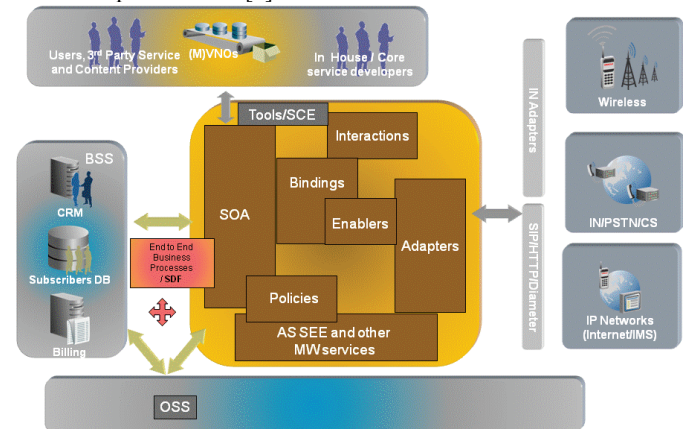 Users, 3rd Party Service
and Content Providers
(M)VNOs
In House / Core
service developers
Tools/SCE
Interactions
Bindings
SOA
Enablers
Adapters
Policies
AS SEE and other
MW services
BSS
CRM
Subscribers DB
Billing
End to End
Business
Processes
/ SDF
OSS
IN Adapters
SIP/HTTP/Diameter
Wireless
IN/PSTN/CS
IP Networks
(Internet/IMS)